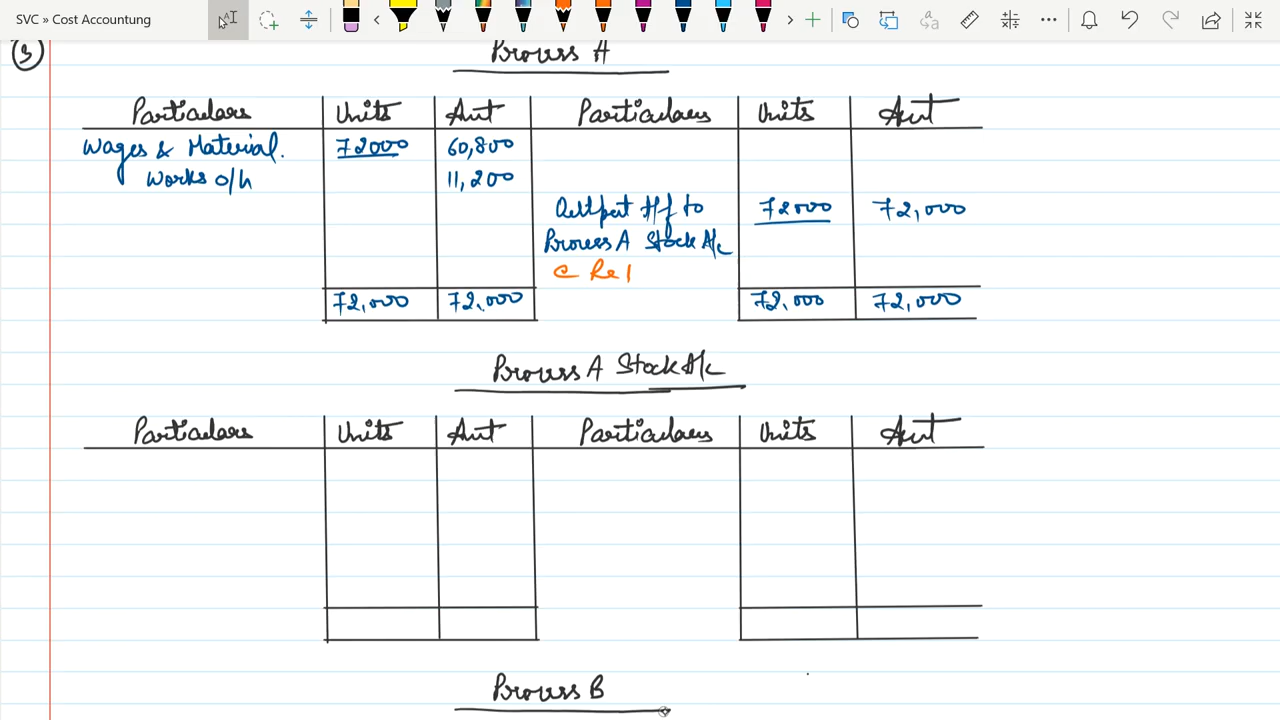 SVC » Cost Accountung
3
Process A
Particulars Units Amt Particulars Units Amt
Wages & Material. 72000 60,800
Works o/h 11,200
Output t/f to 72000 72,000
Process A Stock A/c
@ Re 1
72,000 72,000 72,000 72,000
Process A Stock A/c
Particulars Units Amt Particulars Units Amt
Process B